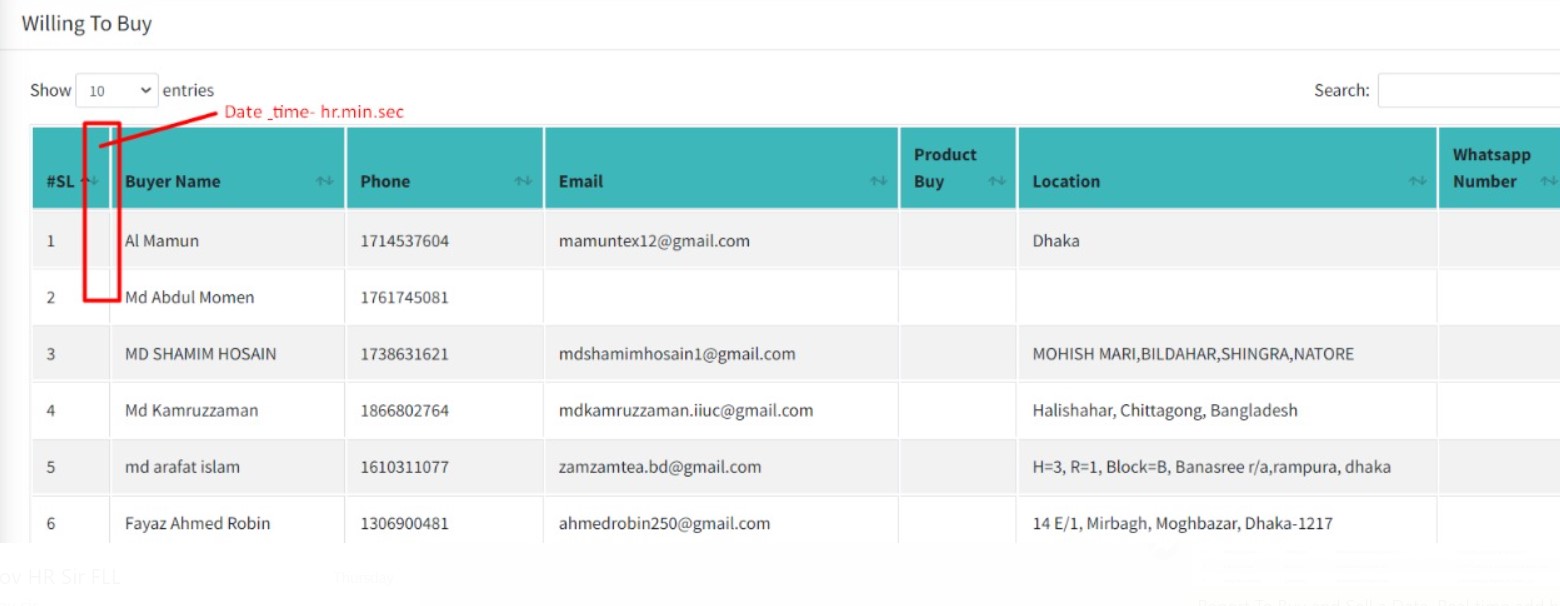 Willing To Buy
Show 10 entries
Search:
Date _time- hr.min.sec
#SL Buyer Name Phone Email Product Buy Location Whatsapp Number
1 Al Mamun 1714537604 mamuntex12@gmail.com Dhaka
2 Md Abdul Momen 1761745081
3 MD SHAMIM HOSAIN 1738631621 mdshamimhosain1@gmail.com MOHISH MARI,BILDAHAR,SHINGRA,NATORE
4 Md Kamruzzaman 1866802764 mdkamruzzaman.iiuc@gmail.com Halishahar, Chittagong, Bangladesh
5 md arafat islam 1610311077 zamzamtea.bd@gmail.com H=3, R=1, Block=B, Banasree r/a,rampura, dhaka
6 Fayaz Ahmed Robin 1306900481 ahmedrobin250@gmail.com 14 E/1, Mirbagh, Moghbazar, Dhaka-1217
HR Sir FLL